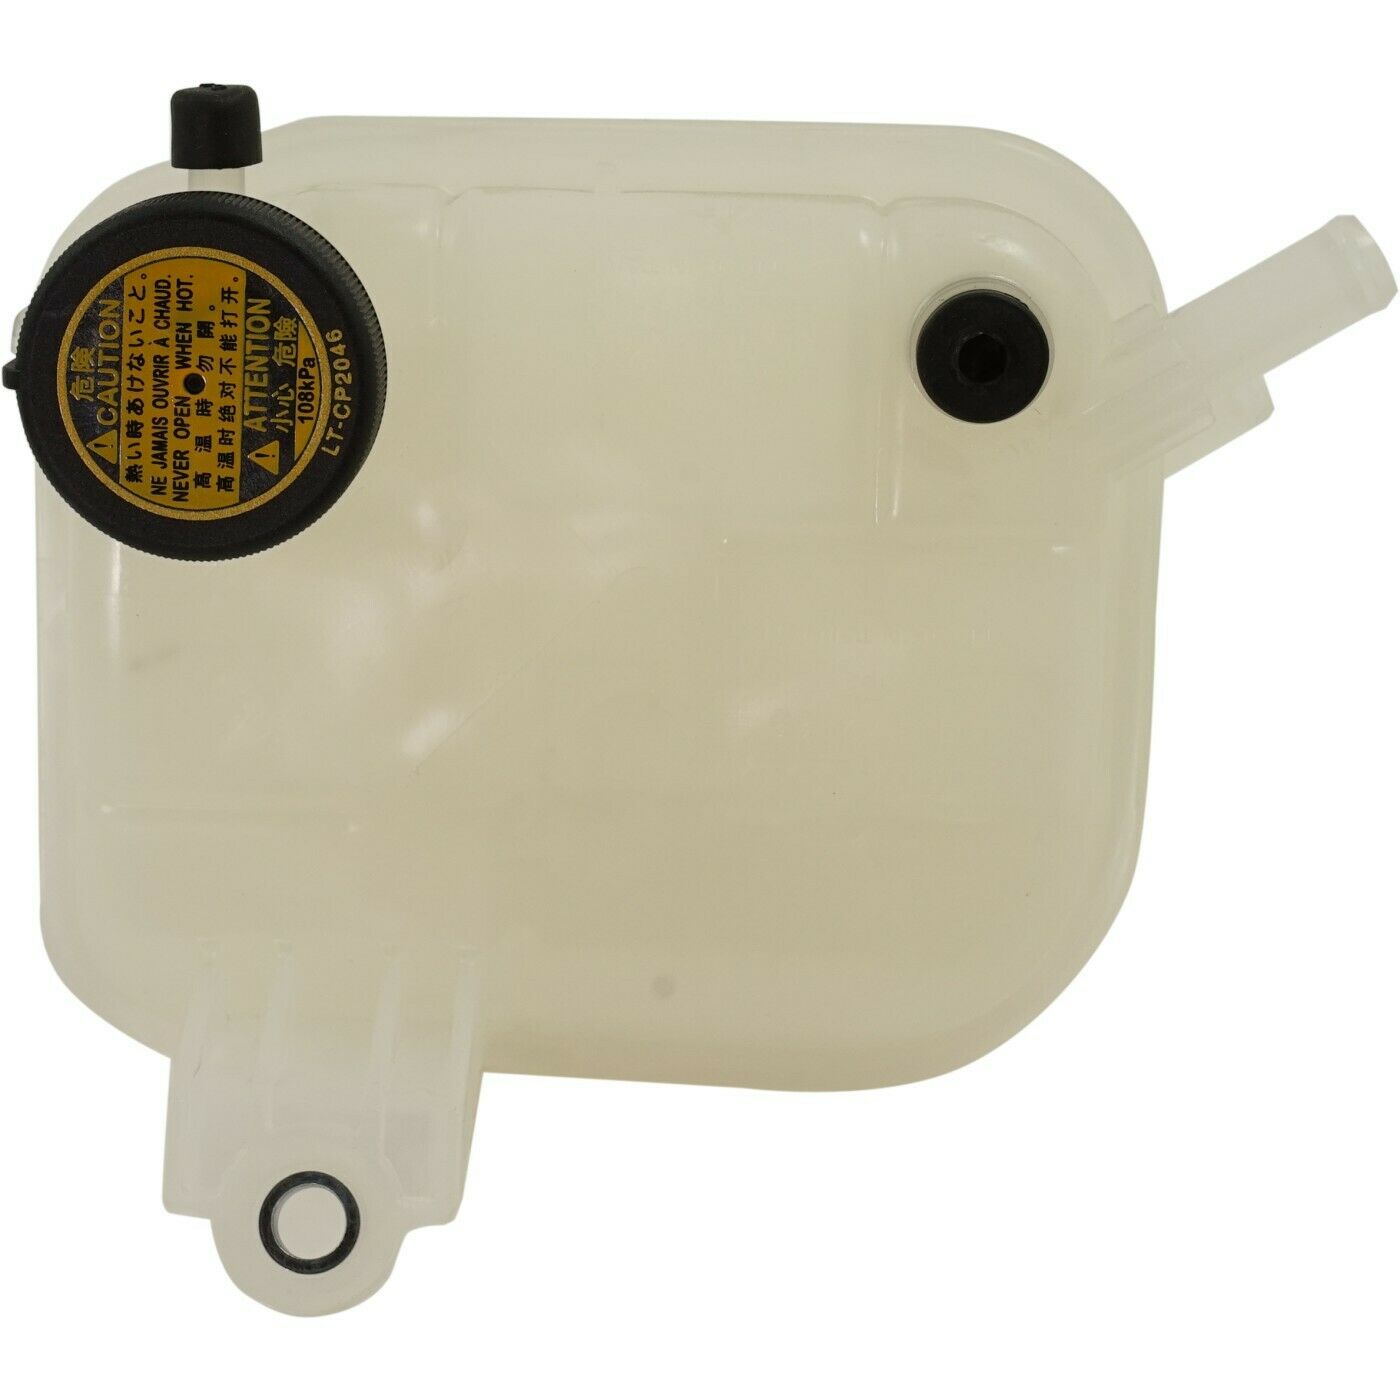 危険
⚠CAUTION
熱い時あけないこと。
NE JAMAIS OUVRIR À CHAUD.
NEVER OPEN WHEN HOT.
高温時勿開。
高温时绝对不能打开。
⚠ATTENTION
小心 危險
108kPa
LT-CP2046